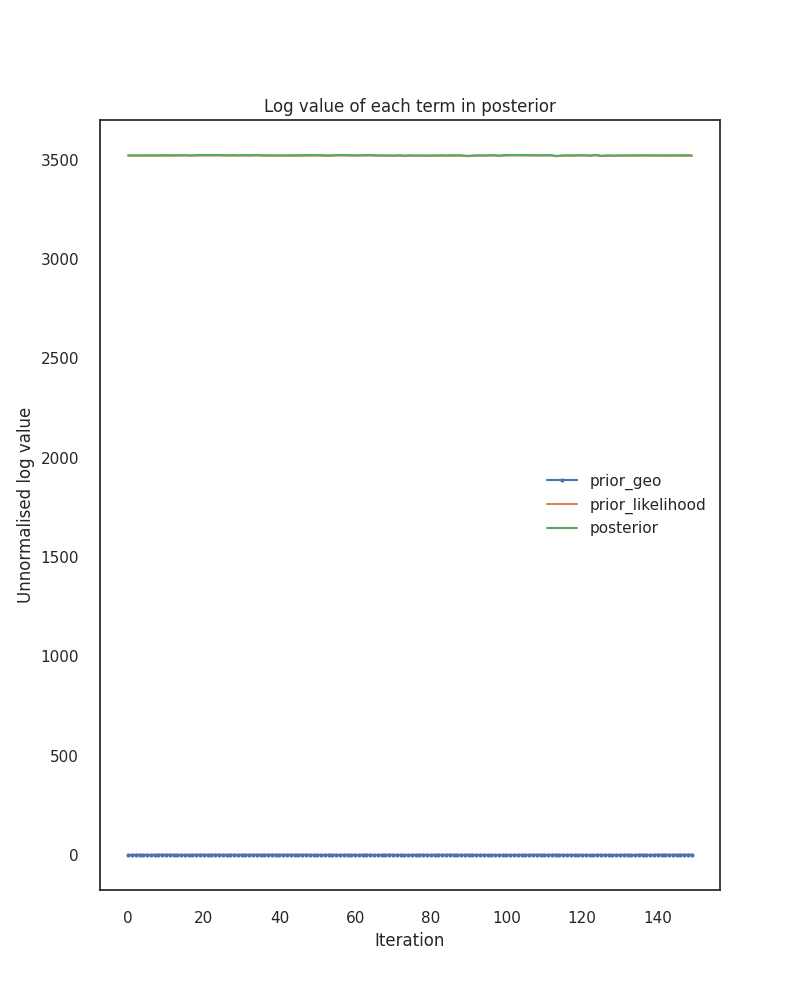 Log value of each term in posterior
3500
3000
2500
2000
1500
1000
500
0
Unnormalised log value
prior_geo
prior_likelihood
posterior
0 20 40 60 80 100 120 140
Iteration